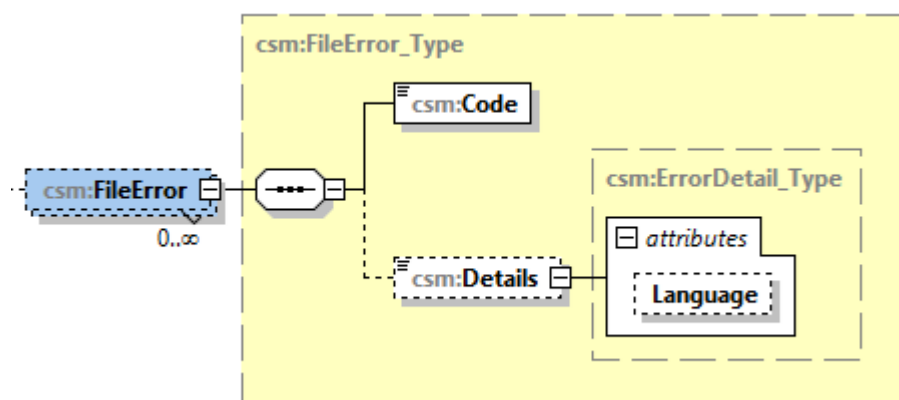 csm:FileError_Type
csm:Code
csm:FileError
0..∞
csm:ErrorDetail_Type
attributes
csm:Details
Language